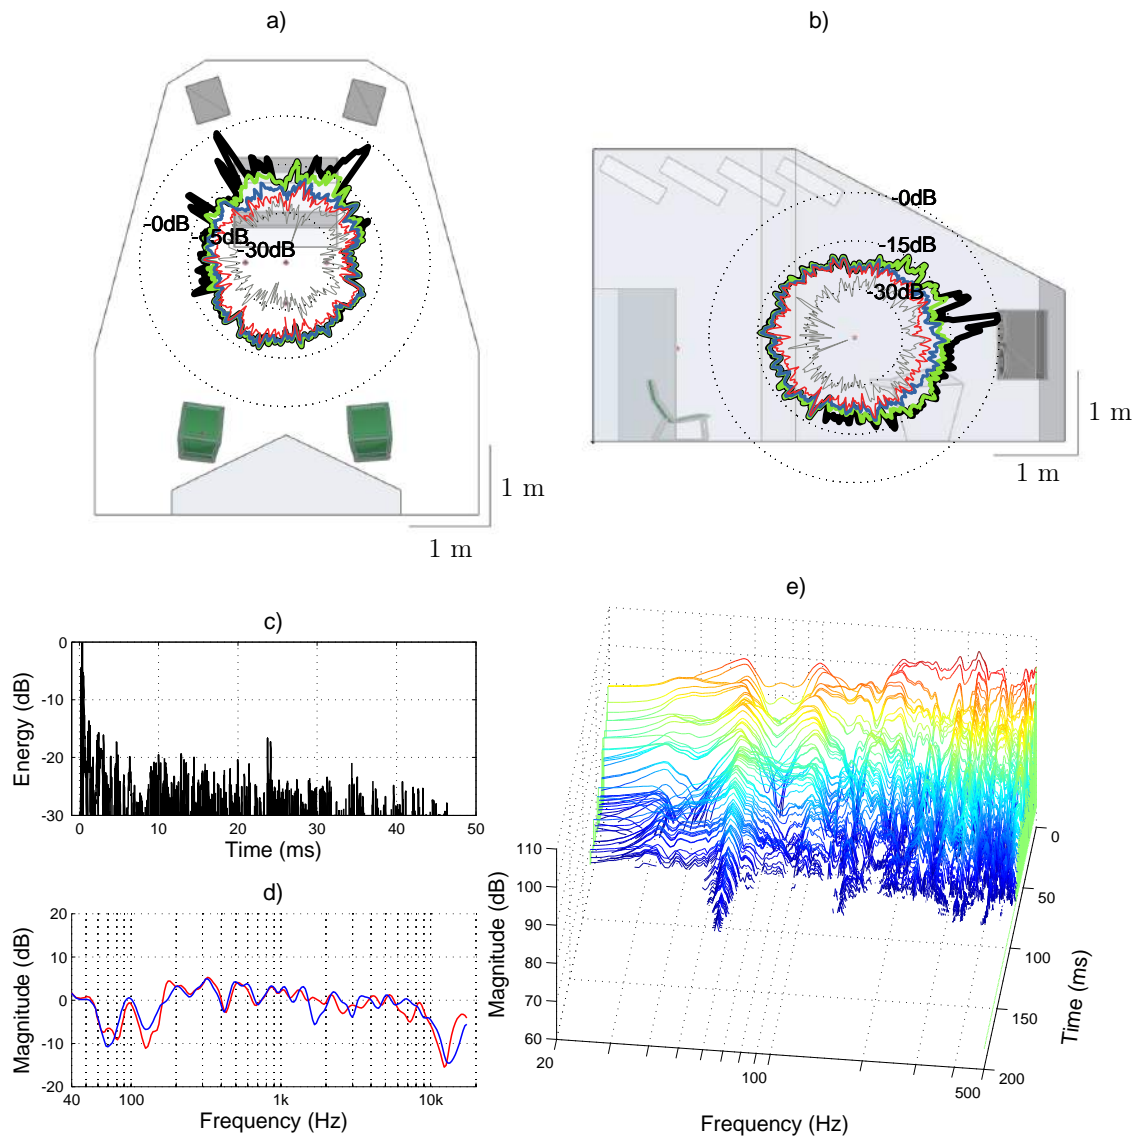 a)
b)
-0dB
-15dB
-30dB
1 m
1 m
-0dB
-15dB
-30dB
1 m
1 m
c)
Energy (dB)
0
-10
-20
-30
0
10
20
30
40
50
Time (ms)
d)
Magnitude (dB)
20
10
0
-10
-20
40
100
1k
10k
Frequency (Hz)
e)
Magnitude (dB)
110
100
90
80
70
60
20
100
500
Frequency (Hz)
0
50
100
150
200
Time (ms)